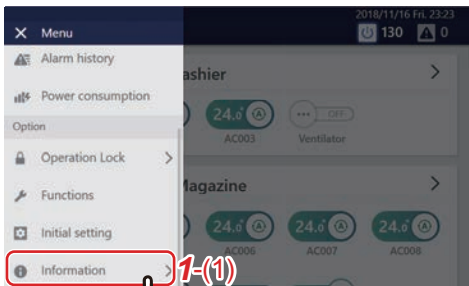 2018/11/16 Fri. 23:23
Menu
130
0
Alarm history
Power consumption
Option
Operation Lock
Functions
Initial setting
Information
1-(1)
ashier
24.0 A
AC003
OFF
Ventilator
Magazine
24.0 A
AC006
24.0 A
AC007
24.0 A
AC008